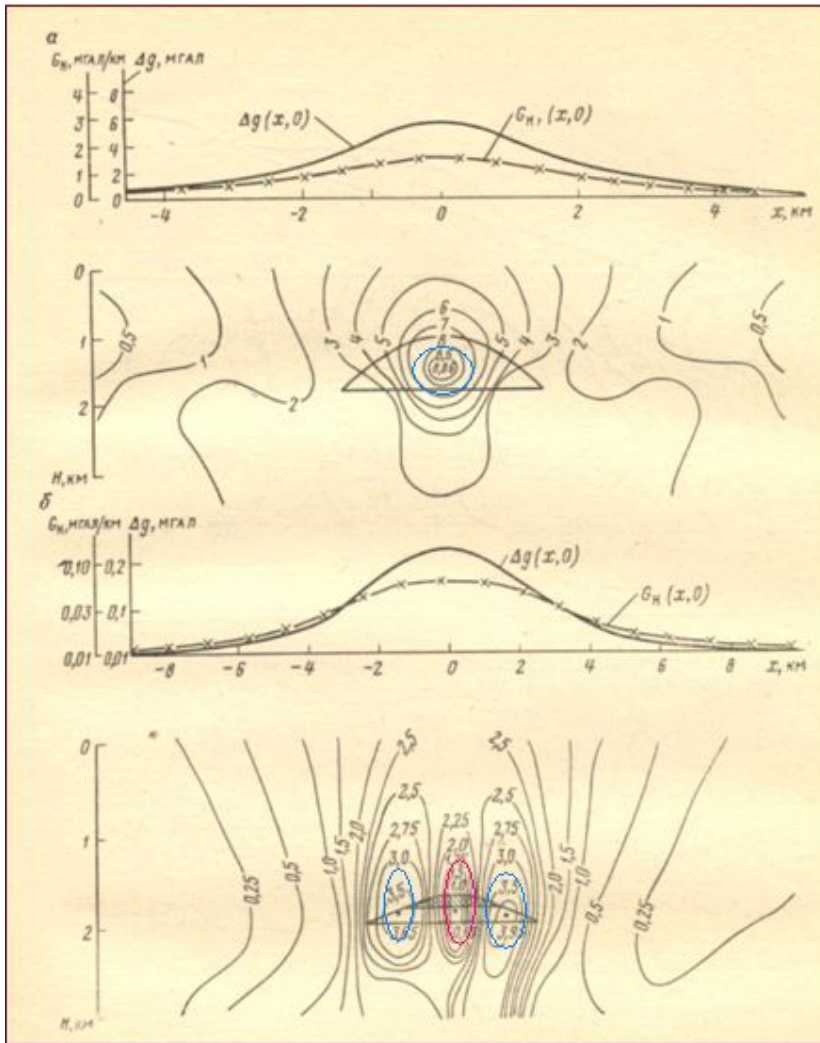 а
Gн, МГАЛ/КМ Δg, МГАЛ
4 8
3 6
2 4
1 2
0 0
Δg(x,0)
Gн, (x,0)
-4 -2 0 2 4 x, КМ
0
1
2
H, КМ
0,5 1 2 3 4 5 6 7 8 5 4 3 2 1 0,5
2 2
б
Gн, МГАЛ/КМ Δg, МГАЛ
0,10 0,2
0,03 0,1
0,01 0,01
Δg(x,0)
Gн(x,0)
-8 -6 -4 -2 0 2 4 6 8 x, КМ
0
1
2
H, КМ
2,5 2,5
2,5 2,25 2,5
2,75 2,0 2,75
3,0 3,0
0,25 0,5 1,0 1,5 2,0 2,0 1,5 1,0 0,5 0,25
1,0
3,5